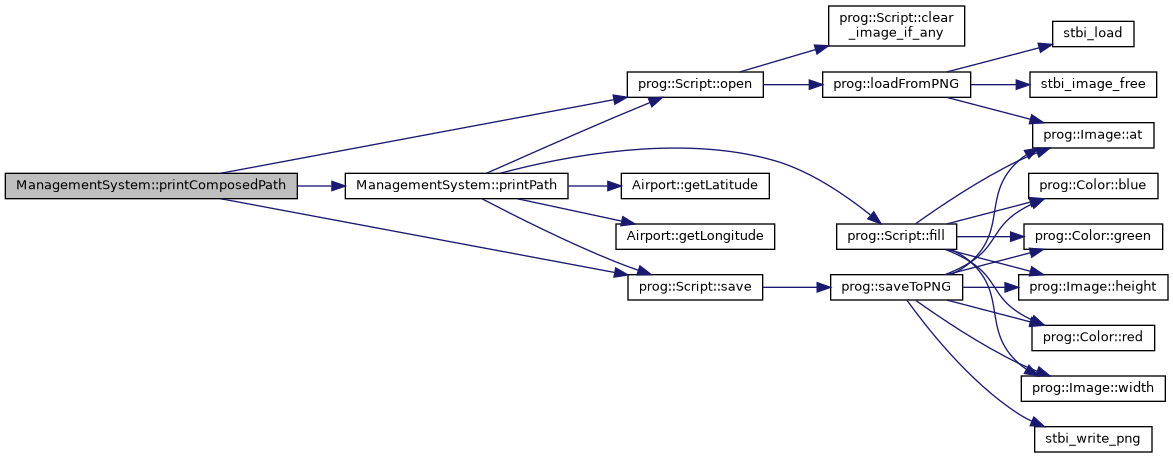 ManagementSystem::printComposedPath
ManagementSystem::printPath
prog::Script::open
Airport::getLatitude
Airport::getLongitude
prog::Script::save
prog::Script::clear
_image_if_any
prog::loadFromPNG
prog::Script::fill
prog::saveToPNG
stbi_load
stbi_image_free
prog::Image::at
prog::Color::blue
prog::Color::green
prog::Image::height
prog::Color::red
prog::Image::width
stbi_write_png